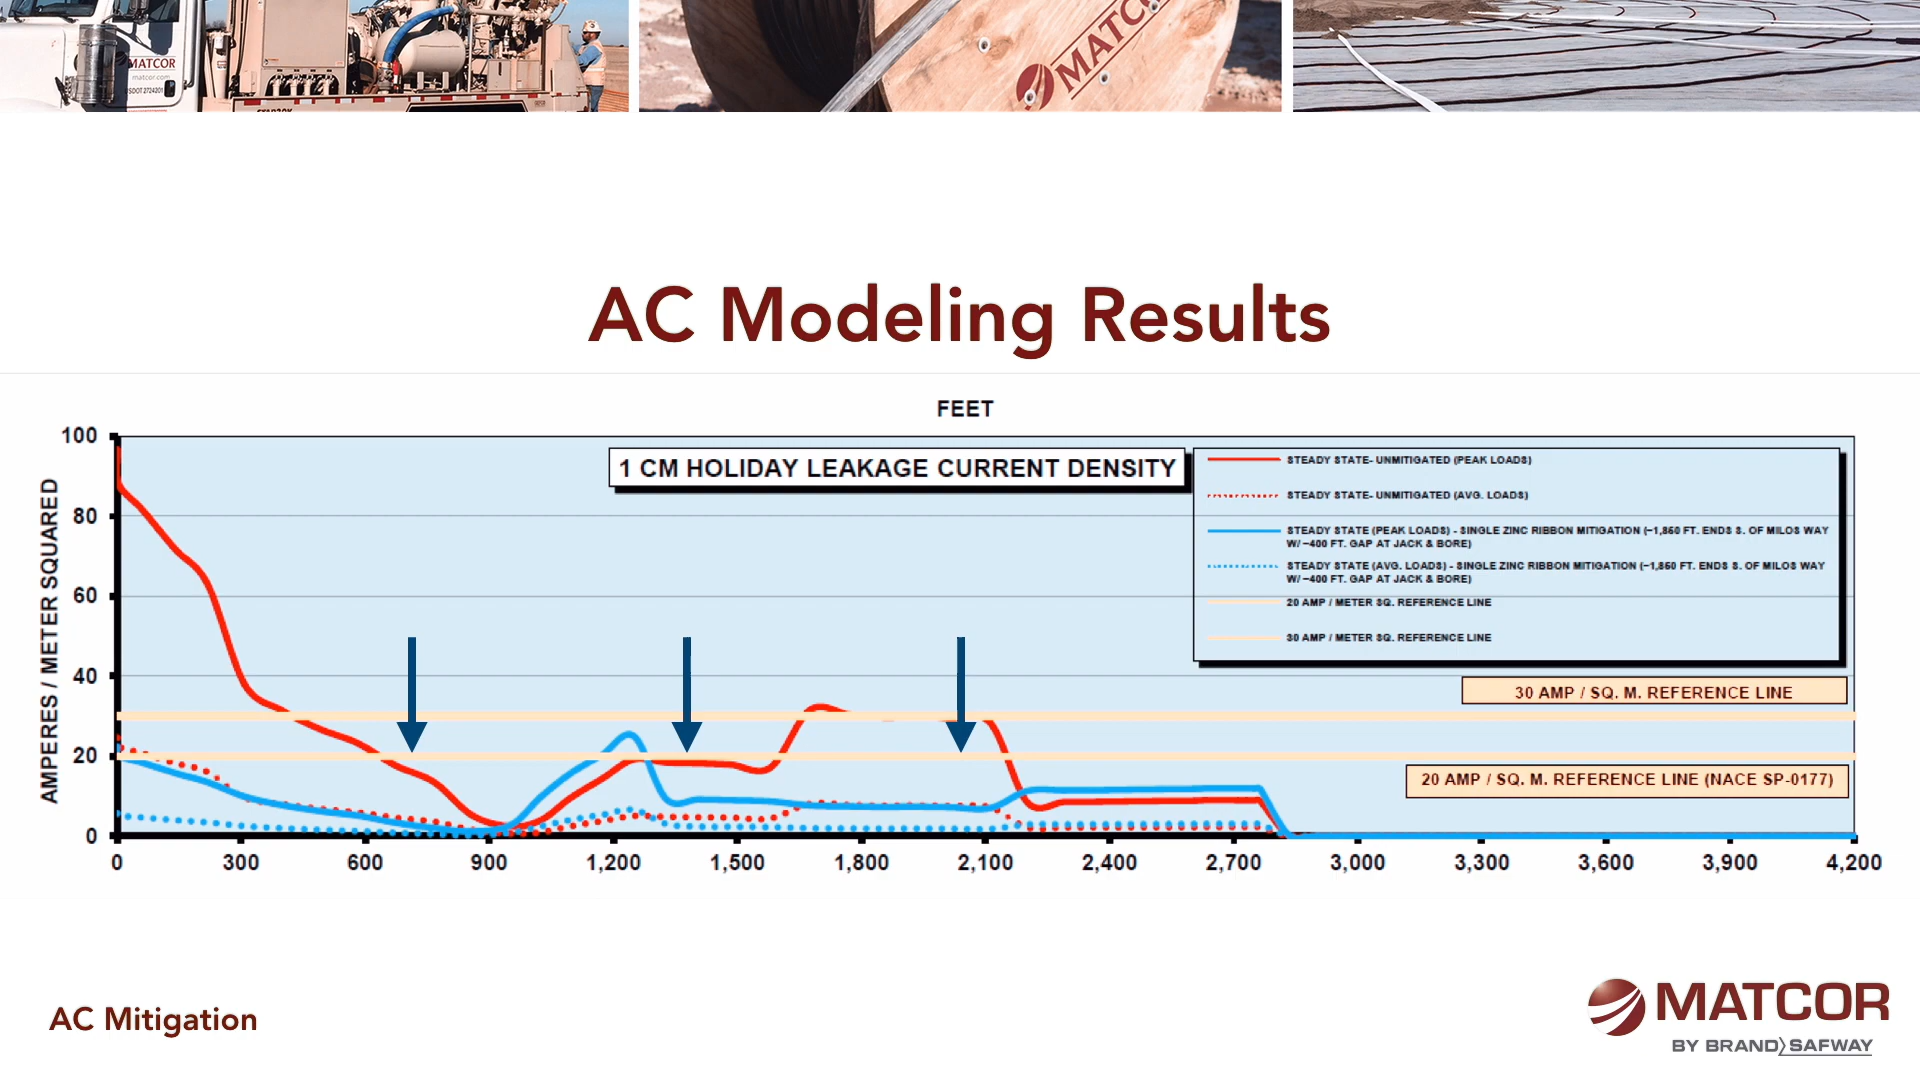 MATCOR
matcor.com
USDOT 2724201
MATCO
AC Modeling Results
FEET
100
80
60
40
20
0
AMPERES / METER SQUARED
1 CM HOLIDAY LEAKAGE CURRENT DENSITY
STEADY STATE- UNMITIGATED (PEAK LOADS)
STEADY STATE- UNMITIGATED (AVG. LOADS)
STEADY STATE (PEAK LOADS) - SINGLE ZINC RIBBON MITIGATION (~1,850 FT. ENDS S. OF MILOS WAY
W/ ~400 FT. GAP AT JACK & BORE)
STEADY STATE (AVG. LOADS) - SINGLE ZINC RIBBON MITIGATION (~1,850 FT. ENDS S. OF MILOS WAY
W/ ~400 FT. GAP AT JACK & BORE)
20 AMP / METER SQ. REFERENCE LINE
30 AMP / METER SQ. REFERENCE LINE
30 AMP / SQ. M. REFERENCE LINE
20 AMP / SQ. M. REFERENCE LINE (NACE SP-0177)
0 300 600 900 1,200 1,500 1,800 2,100 2,400 2,700 3,000 3,300 3,600 3,900 4,200
AC Mitigation
MATCOR
BY BRAND SAFWAY